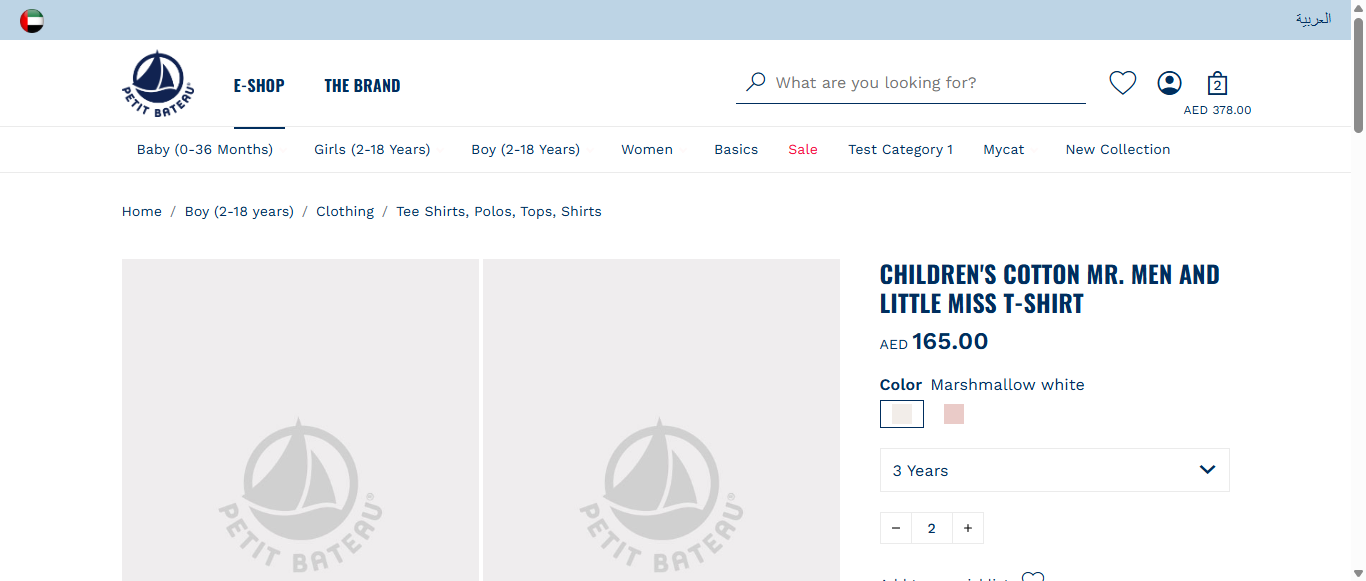 العربية
PETIT BATEAU®
E-SHOP
THE BRAND
What are you looking for?
2
AED 378.00
Baby (0-36 Months)
Girls (2-18 Years)
Boy (2-18 Years)
Women
Basics
Sale
Test Category 1
Mycat
New Collection
Home / Boy (2-18 years) / Clothing / Tee Shirts, Polos, Tops, Shirts
PETIT BATEAU®
PETIT BATEAU®
CHILDREN'S COTTON MR. MEN AND
LITTLE MISS T-SHIRT
AED 165.00
Color Marshmallow white
3 Years
− 2 +